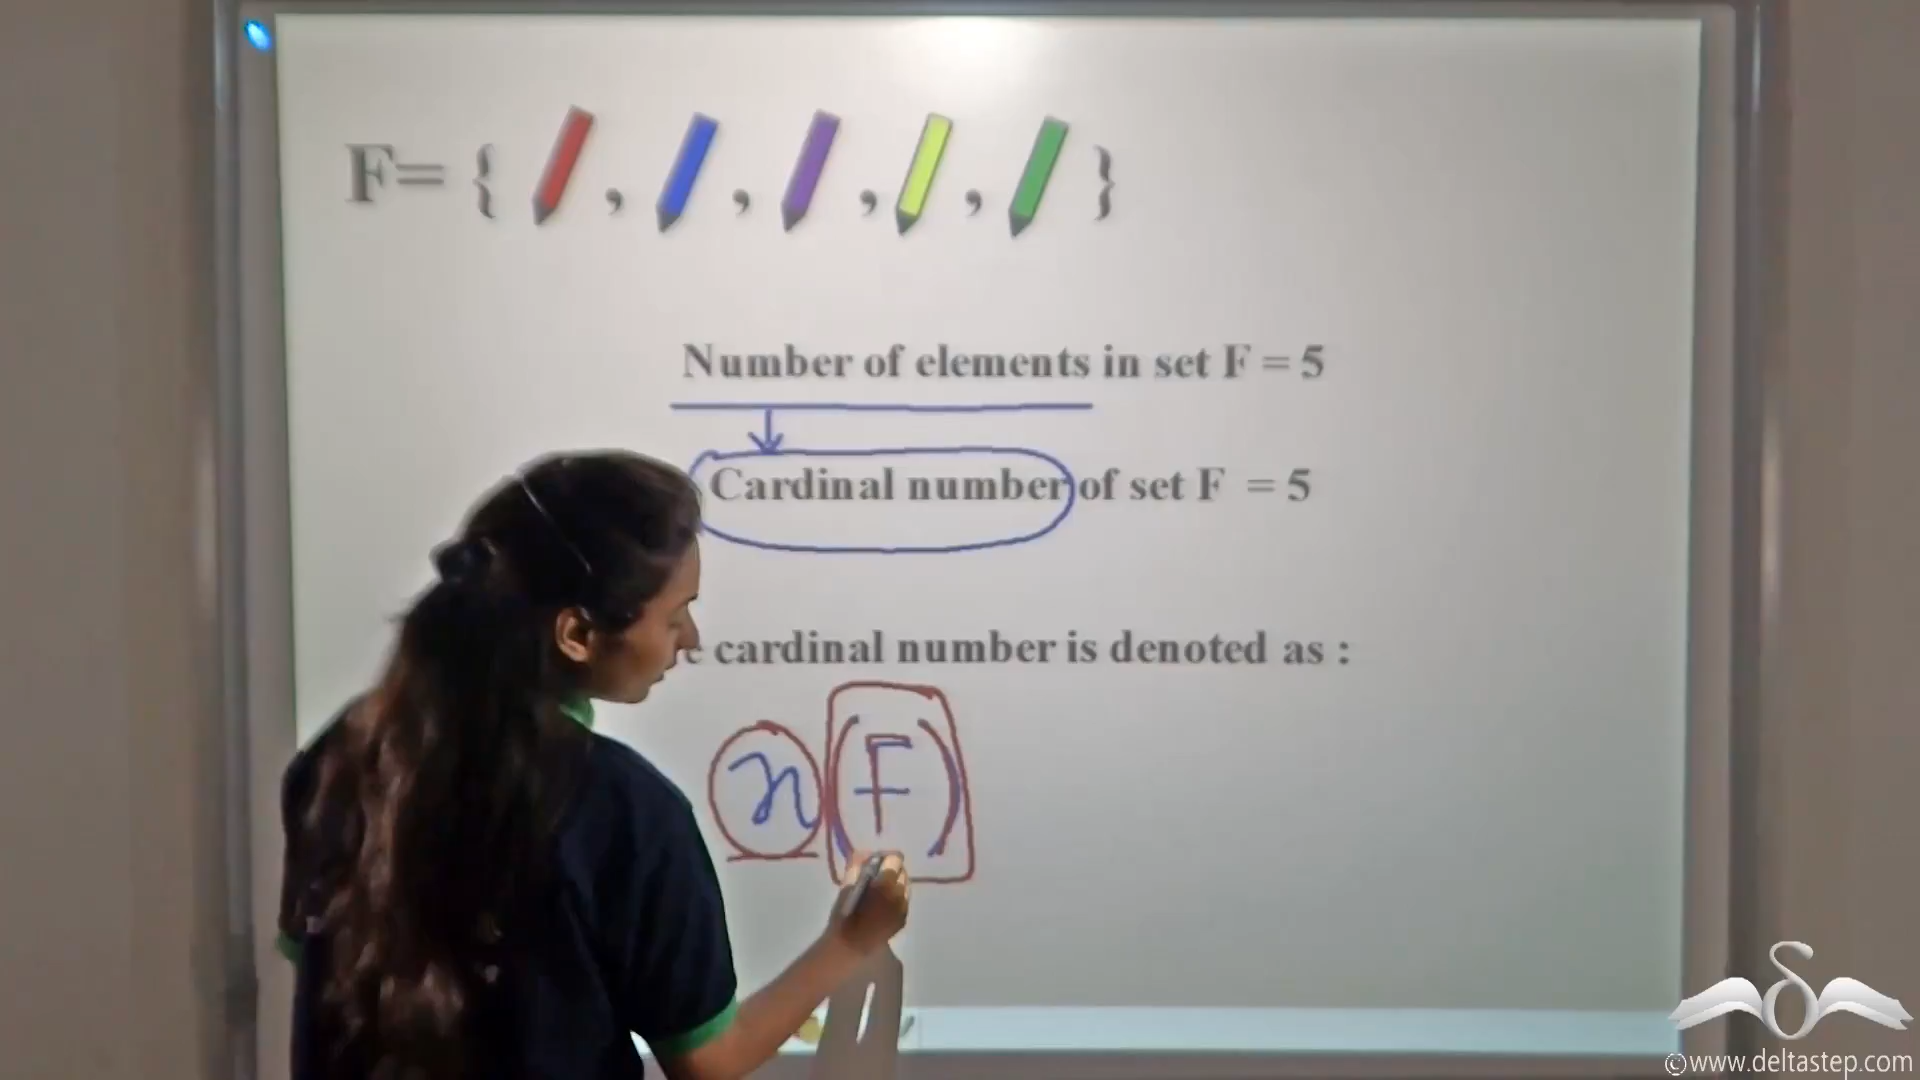 F= { , , , , }
Number of elements in set F = 5
Cardinal number of set F = 5
cardinal number is denoted as :
n (F)
©www.deltastep.com